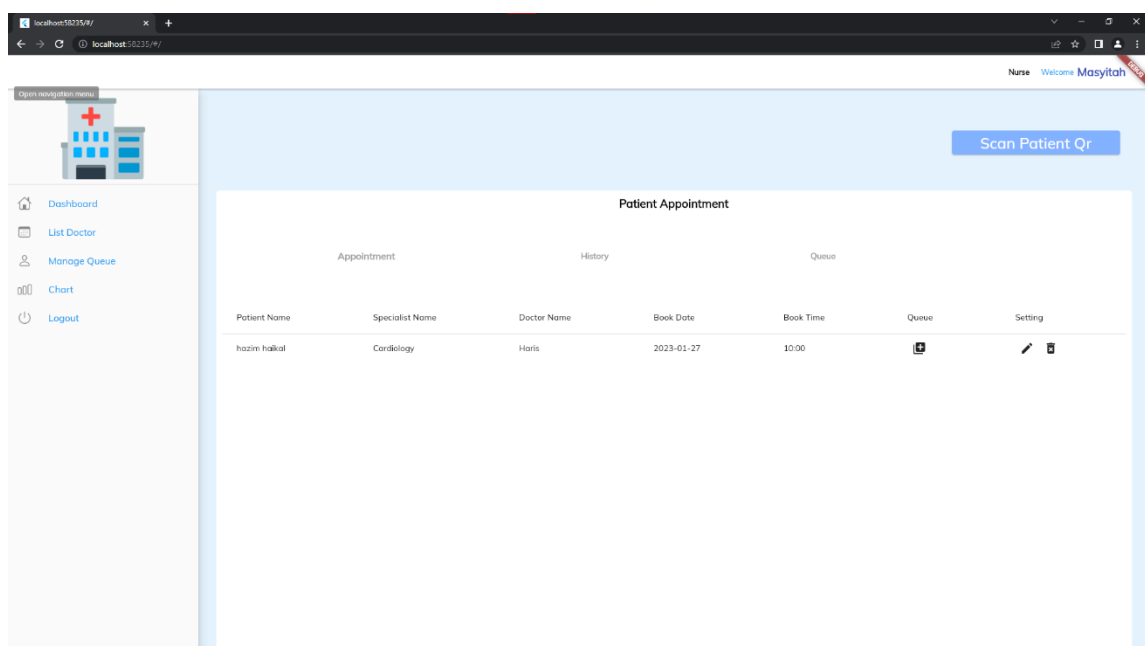 localhost:58235/#/
localhost:58235/#/
Nurse Welcome Masyitah
DEBUG
Open navigation menu
Scan Patient Qr
Dashboard
List Doctor
Manage Queue
Chart
Logout
Patient Appointment
Appointment History Queue
Patient Name Specialist Name Doctor Name Book Date Book Time Queue Setting
hazim haikal Cardiology Haris 2023-01-27 10:00